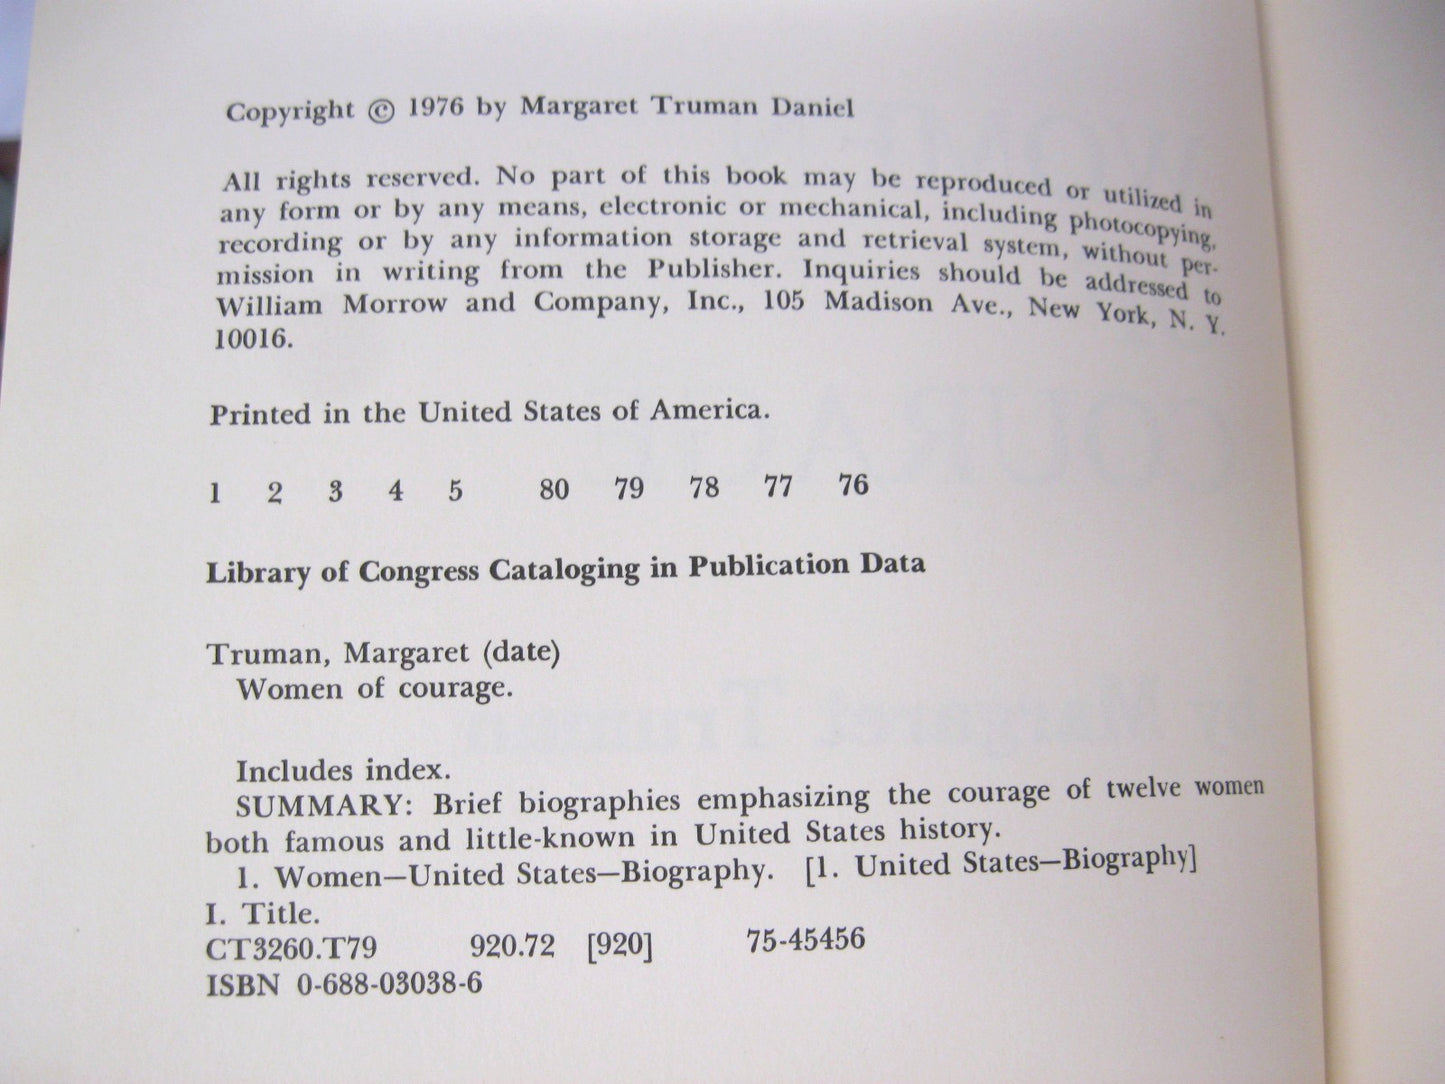 Copyright © 1976 by Margaret Truman Daniel
All rights reserved. No part of this book may be reproduced or utilized in
any form or by any means, electronic or mechanical, including photocopying,
recording or by any information storage and retrieval system, without per-
mission in writing from the Publisher. Inquiries should be addressed to
William Morrow and Company, Inc., 105 Madison Ave., New York, N. Y.
10016.
Printed in the United States of America.
1 2 3 4 5 80 79 78 77 76
Library of Congress Cataloging in Publication Data
Truman, Margaret (date)
Women of courage.
Includes index.
SUMMARY: Brief biographies emphasizing the courage of twelve women
both famous and little-known in United States history.
1. Women—United States—Biography. [1. United States—Biography]
I. Title.
CT3260.T79 920.72 [920] 75-45456
ISBN 0-688-03038-6